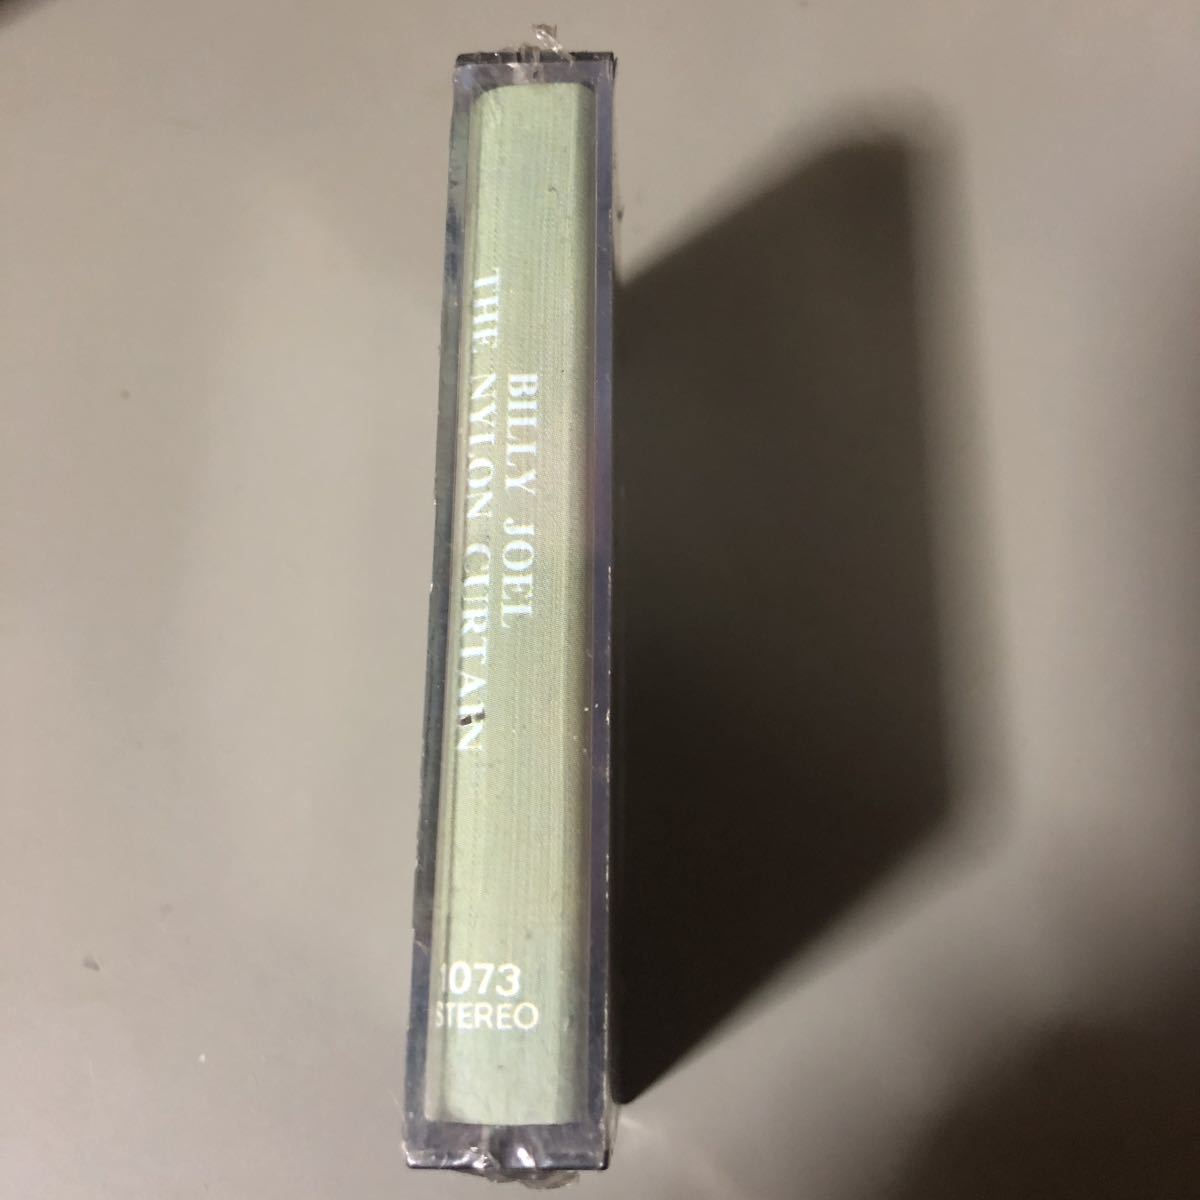 BILLY JOEL
THE NYLON CURTAIN
1073
STEREO